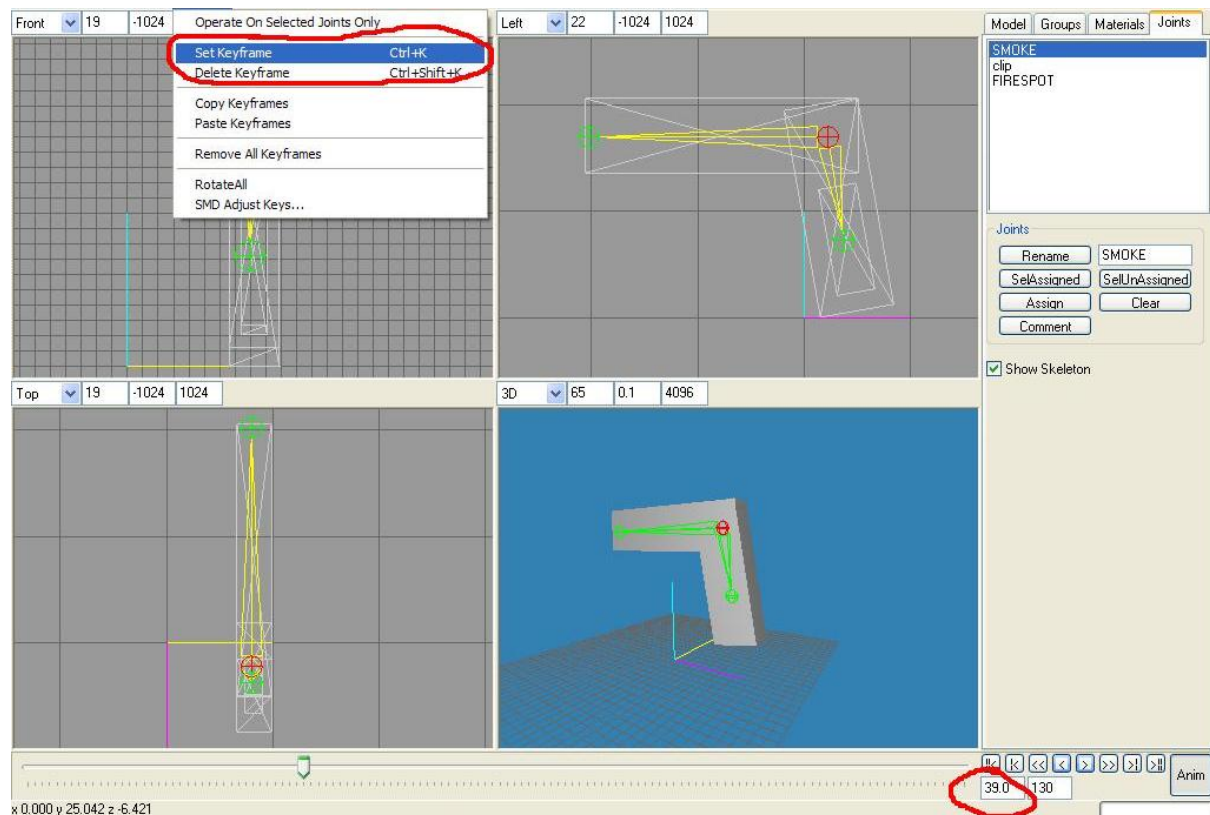 Front 19 -1024
Operate On Selected Joints Only
Set Keyframe Ctrl+K
Delete Keyframe Ctrl+Shift+K
Copy Keyframes
Paste Keyframes
Remove All Keyframes
RotateAll
SMD Adjust Keys...
Left 22 -1024 1024
Model Groups Materials Joints
SMOKE
clip
FIRESPOT
Joints
Rename SMOKE
SelAssigned SelUnAssigned
Assign Clear
Comment
Show Skeleton
Top 19 -1024 1024
3D 65 0.1 4096
||< |< << < > >> >| >||
39.0 130
Anim
x 0.000 y 25.042 z -6.421